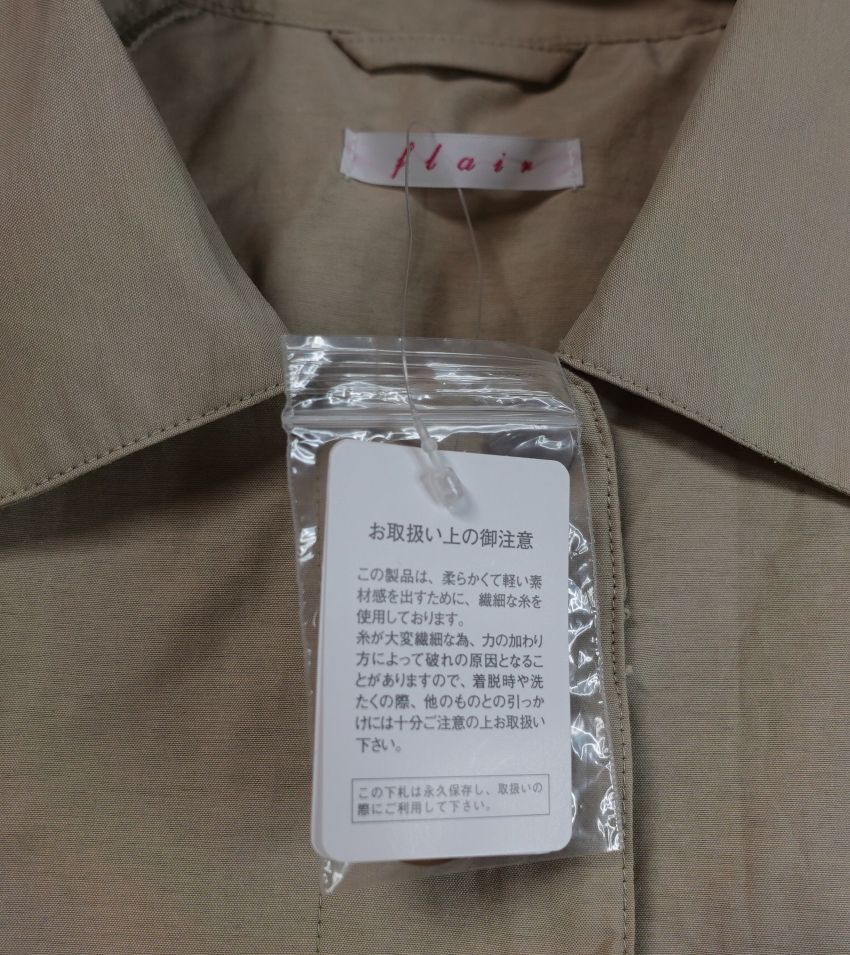 flair
お取扱い上の御注意
この製品は、柔らかくて軽い素
材感を出すために、繊細な糸を
使用しております。
糸が大変繊細な為、力の加わり
方によって破れの原因となるこ
とがありますので、着脱時や洗
たくの際、他のものとの引っか
けには十分ご注意の上お取扱い
下さい。
この下札は永久保存し、取扱いの
際にご利用して下さい。